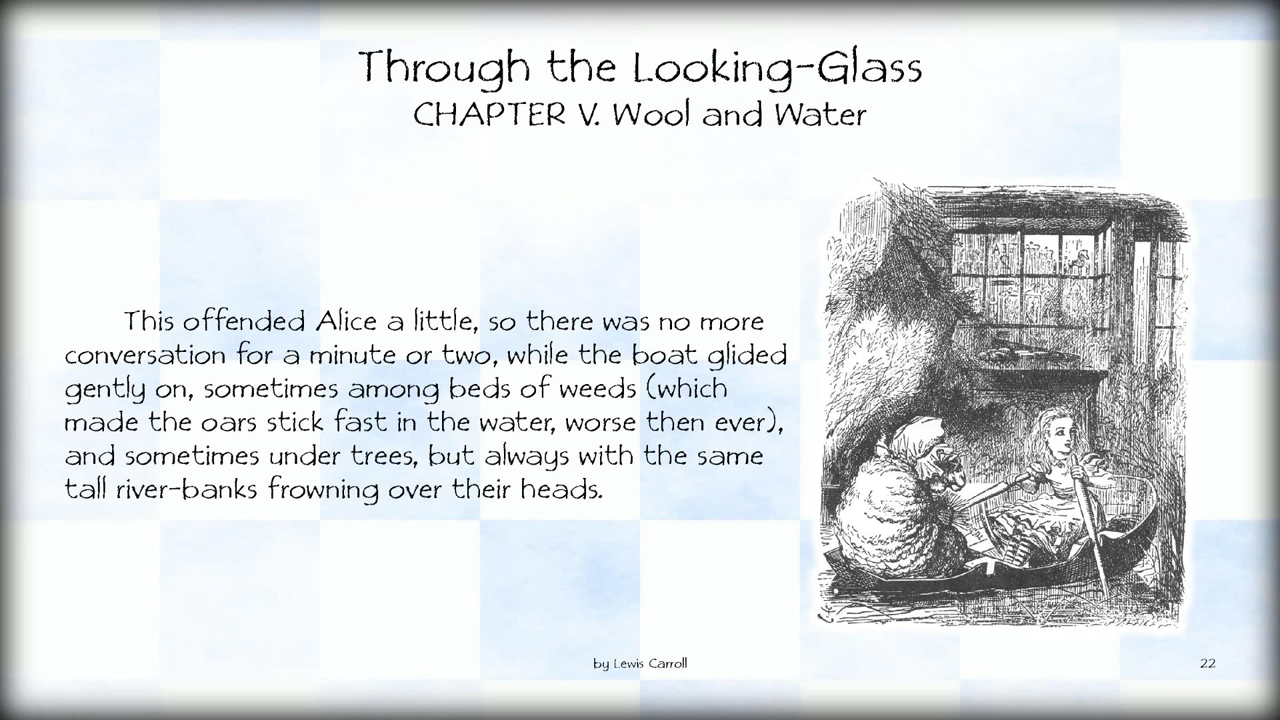 Through the Looking-Glass
CHAPTER V. Wool and Water
This offended Alice a little, so there was no more
conversation for a minute or two, while the boat glided
gently on, sometimes among beds of weeds (which
made the oars stick fast in the water, worse then ever),
and sometimes under trees, but always with the same
tall river-banks frowning over their heads.
by Lewis Carroll
22